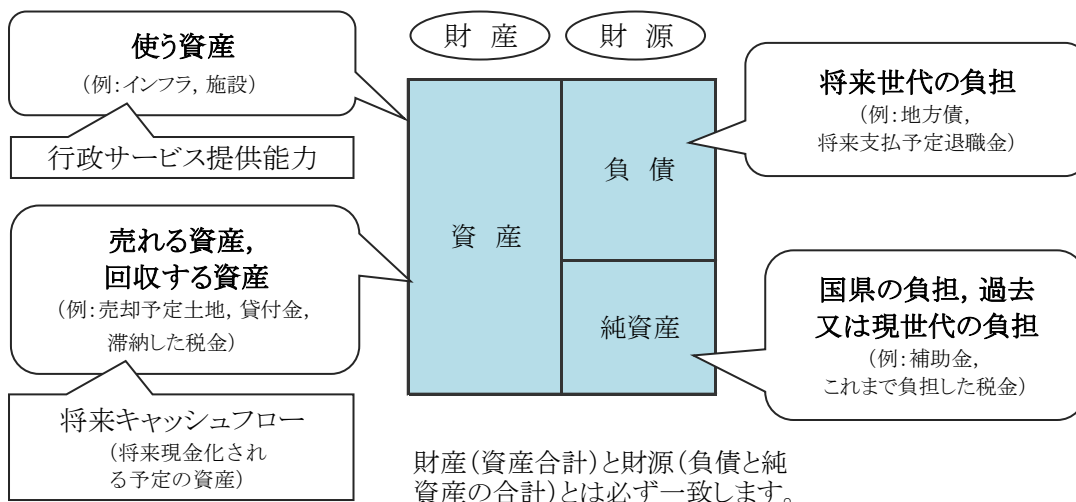 使う資産
(例:インフラ, 施設)
行政サービス提供能力
売れる資産,
回収する資産
(例:売却予定土地, 貸付金,
滞納した税金)
将来キャッシュフロー
(将来現金化され
る予定の資産)
財 産
財 源
資 産
負 債
純資産
財産(資産合計)と財源(負債と純
資産の合計)とは必ず一致します。
将来世代の負担
(例:地方債,
将来支払予定退職金)
国県の負担, 過去
又は現世代の負担
(例:補助金,
これまで負担した税金)